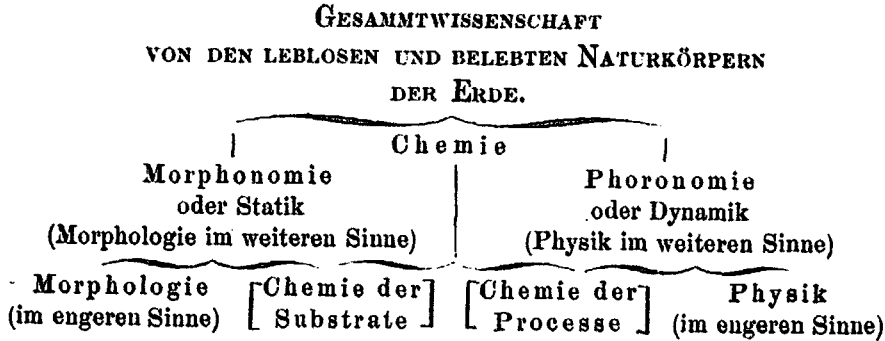 GESAMMTWISSENSCHAFT
VON DEN LEBLOSEN UND BELEBTEN NATURKÖRPERN
DER ERDE.
Chemie
Morphonomie
oder Statik
(Morphologie im weiteren Sinne)
Phoronomie
oder Dynamik
(Physik im weiteren Sinne)
Morphologie
(im engeren Sinne)
[Chemie der
Substrate]
[Chemie der
Processe]
Physik
(im engeren Sinne)